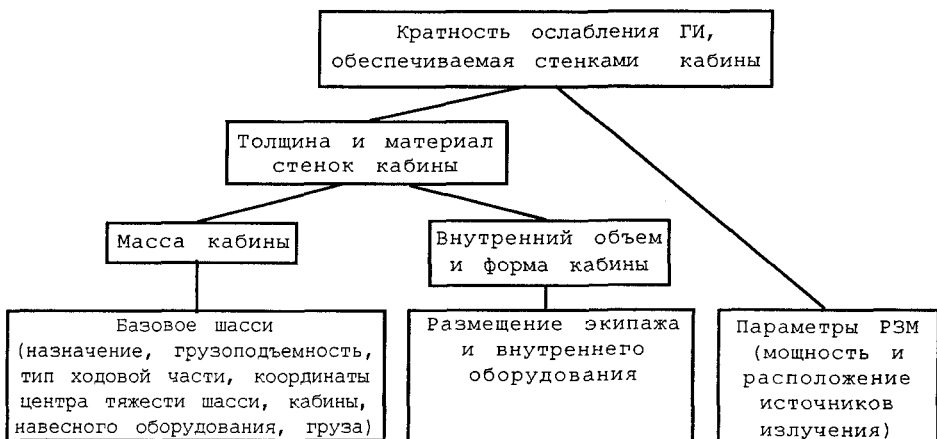 Кратность ослабления ГИ,
обеспечиваемая стенками кабины
Толщина и материал
стенок кабины
Масса кабины
Внутренний объем
и форма кабины
Базовое шасси
(назначение, грузоподъемность,
тип ходовой части, координаты
центра тяжести шасси, кабины,
навесного оборудования, груза)
Размещение экипажа
и внутреннего
оборудования
Параметры РЗМ
(мощность и
расположение
источников
излучения)